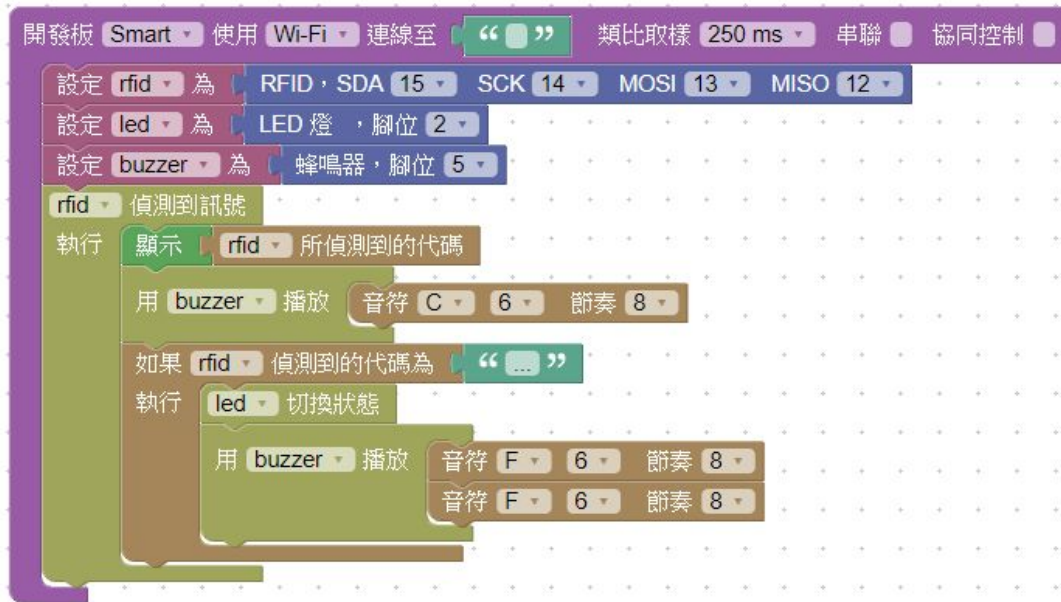 開發板 Smart 使用 Wi-Fi 連線至 “ ” 類比取樣 250 ms 串聯 協同控制
設定 rfid 為 RFID，SDA 15 SCK 14 MOSI 13 MISO 12
設定 led 為 LED 燈 ，腳位 2
設定 buzzer 為 蜂鳴器，腳位 5
rfid 偵測到訊號
執行 顯示 rfid 所偵測到的代碼
用 buzzer 播放 音符 C 6 節奏 8
如果 rfid 偵測到的代碼為 “ ... ”
執行 led 切換狀態
用 buzzer 播放 音符 F 6 節奏 8
音符 F 6 節奏 8